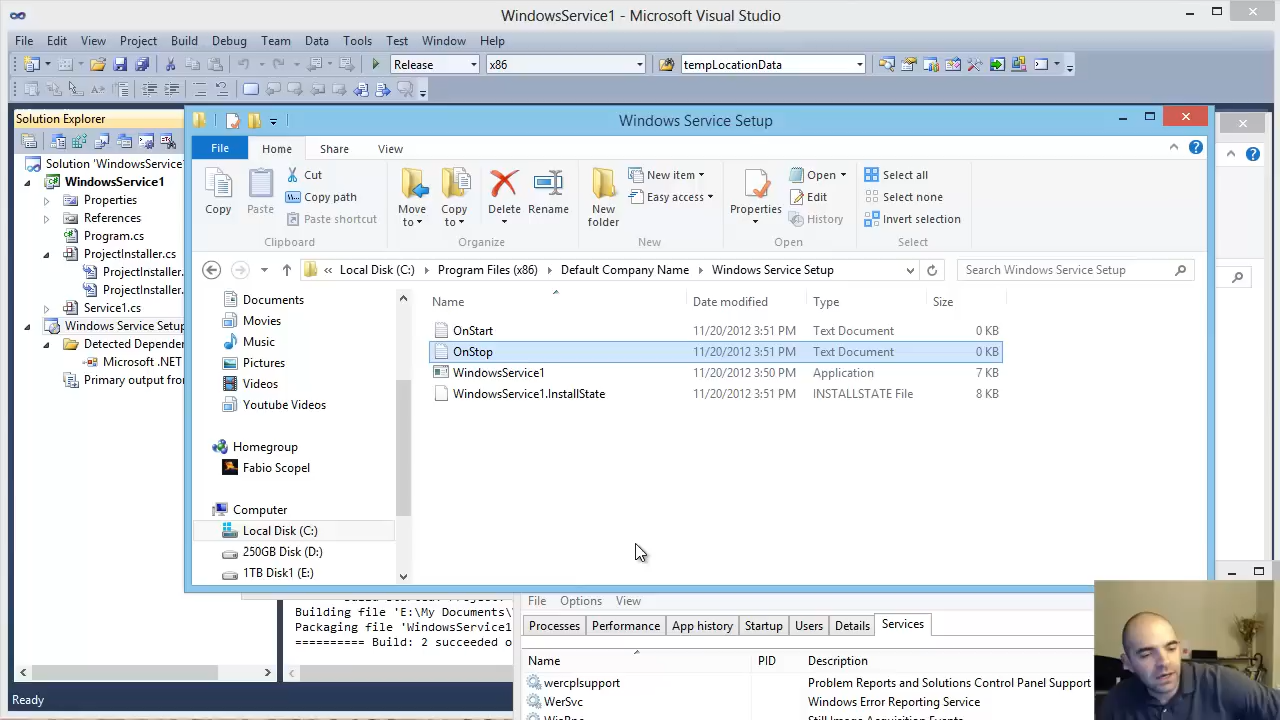 WindowsService1 - Microsoft Visual Studio
File Edit View Project Build Debug Team Data Tools Test Window Help
Release x86 tempLocationData
Solution Explorer
Solution 'WindowsService
WindowsService1
Properties
References
Program.cs
ProjectInstaller.cs
ProjectInstaller.
ProjectInstaller.
Service1.cs
Windows Service Setup
Detected Depender
Microsoft .NET
Primary output fro
Windows Service Setup
File Home Share View
Copy
Paste
Cut
Copy path
Paste shortcut
Clipboard
Move to
Copy to
Delete
Rename
Organize
New folder
New item
Easy access
New
Properties
Open
Edit
History
Open
Select all
Select none
Invert selection
Select
« Local Disk (C:) Program Files (x86) Default Company Name Windows Service Setup
Search Windows Service Setup
Documents
Movies
Music
Pictures
Videos
Youtube Videos
Homegroup
Fabio Scopel
Computer
Local Disk (C:)
250GB Disk (D:)
1TB Disk1 (E:)
Name Date modified Type Size
OnStart 11/20/2012 3:51 PM Text Document 0 KB
OnStop 11/20/2012 3:51 PM Text Document 0 KB
WindowsService1 11/20/2012 3:50 PM Application 7 KB
WindowsService1.InstallState 11/20/2012 3:51 PM INSTALLSTATE File 8 KB
Building file 'E:\My Documents\
Packaging file 'WindowsService1
========== Build: 2 succeeded o
File Options View
Processes Performance App history Startup Users Details Services
Name PID Description
wercplsupport Problem Reports and Solutions Control Panel Support
WerSvc Windows Error Reporting Service
Ready